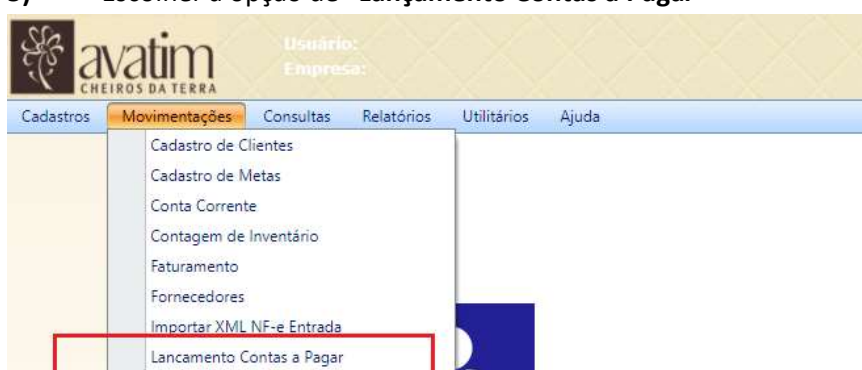 Escolher a opção de "Lançamento Contas a Pagar"
avatim
CHEIROS DA TERRA
Usuário:
Empresa:
Cadastros Movimentações Consultas Relatórios Utilitários Ajuda
Cadastro de Clientes
Cadastro de Metas
Conta Corrente
Contagem de Inventário
Faturamento
Fornecedores
Importar XML NF-e Entrada
Lancamento Contas a Pagar